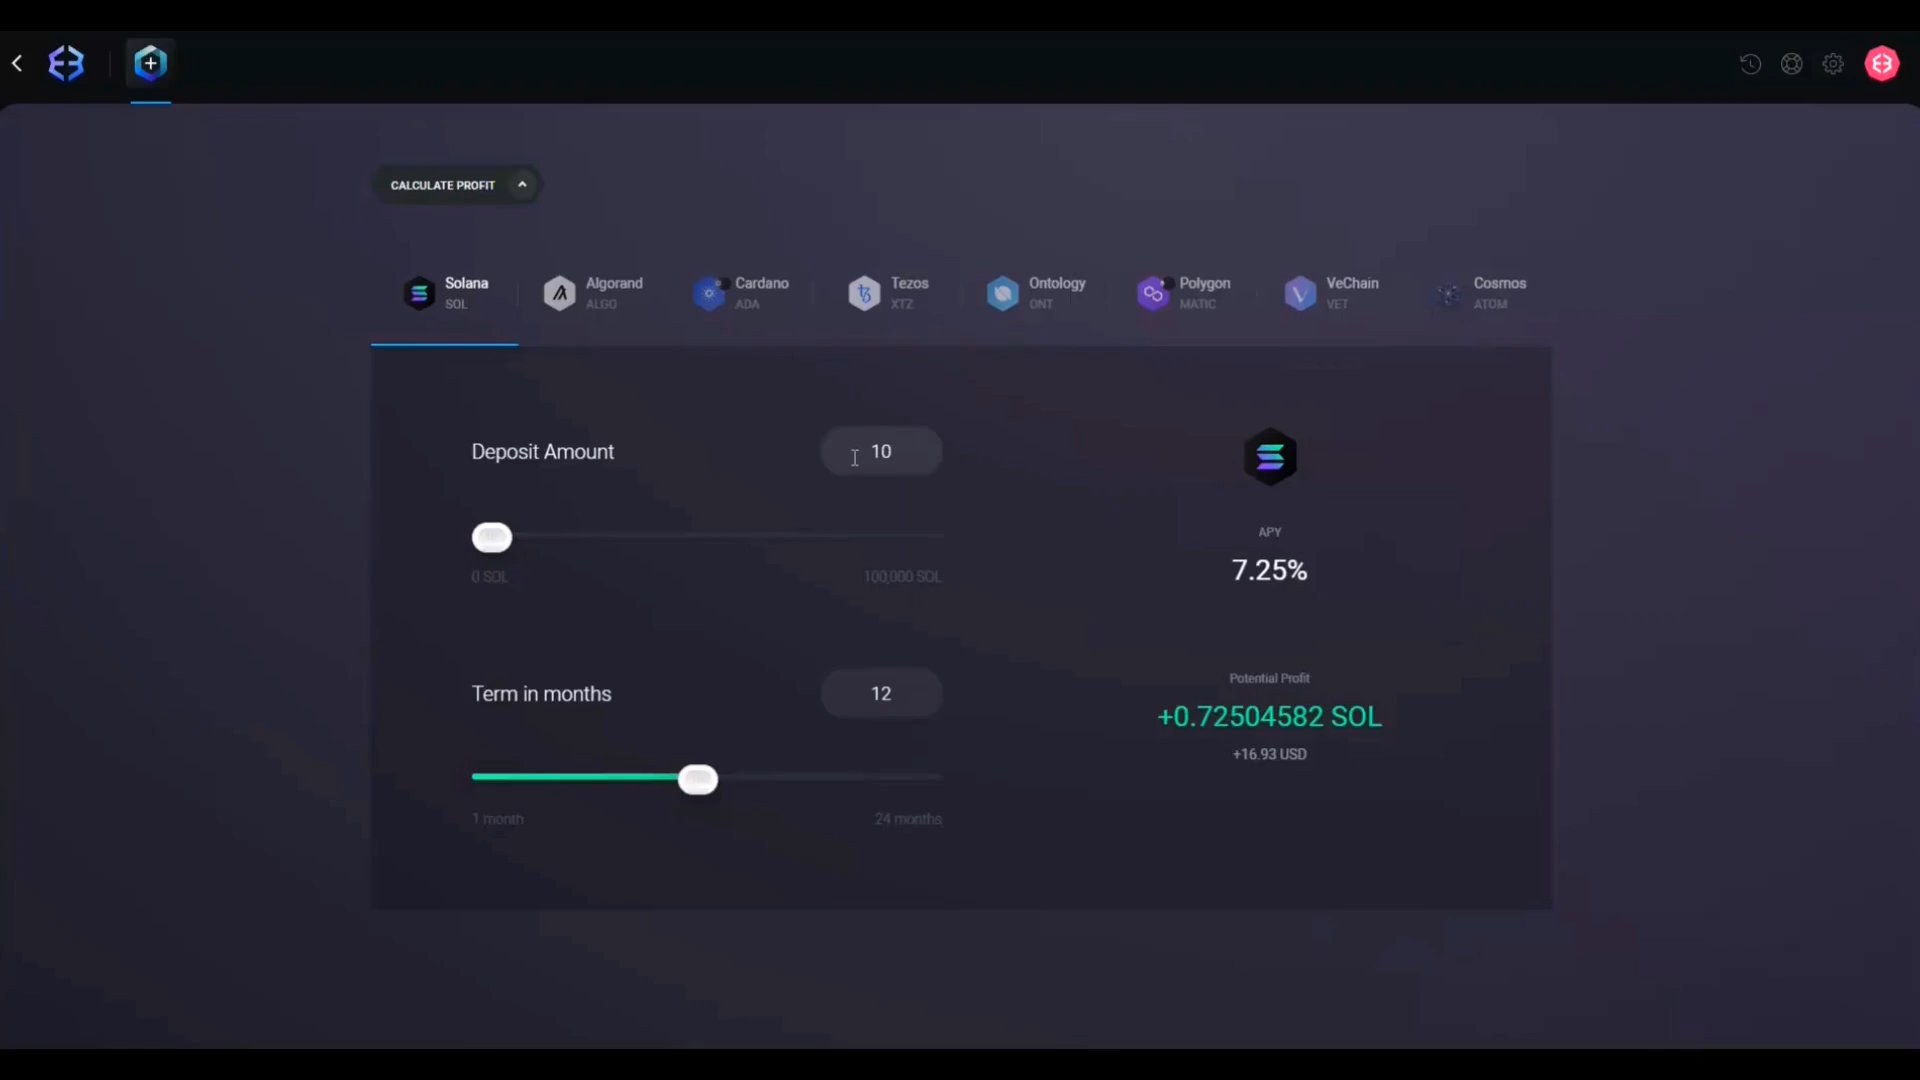 CALCULATE PROFIT
Solana
SOL
Algorand
ALGO
Cardano
ADA
Tezos
XTZ
Ontology
ONT
Polygon
MATIC
VeChain
VET
Cosmos
ATOM
Deposit Amount
10
0 SOL
100,000 SOL
Term in months
12
1 month
24 months
APY
7.25%
Potential Profit
+0.72504582 SOL
+16.93 USD